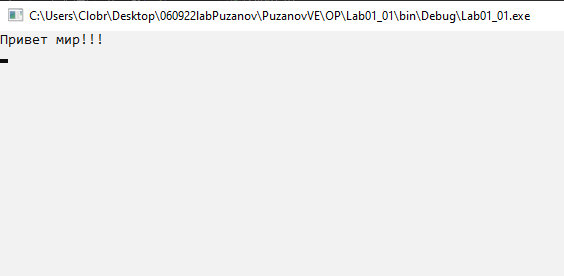 C:\Users\Clobr\Desktop\060922labPuzanov\PuzanovVE\OP\Lab01_01\bin\Debug\Lab01_01.exe
Привет мир!!!